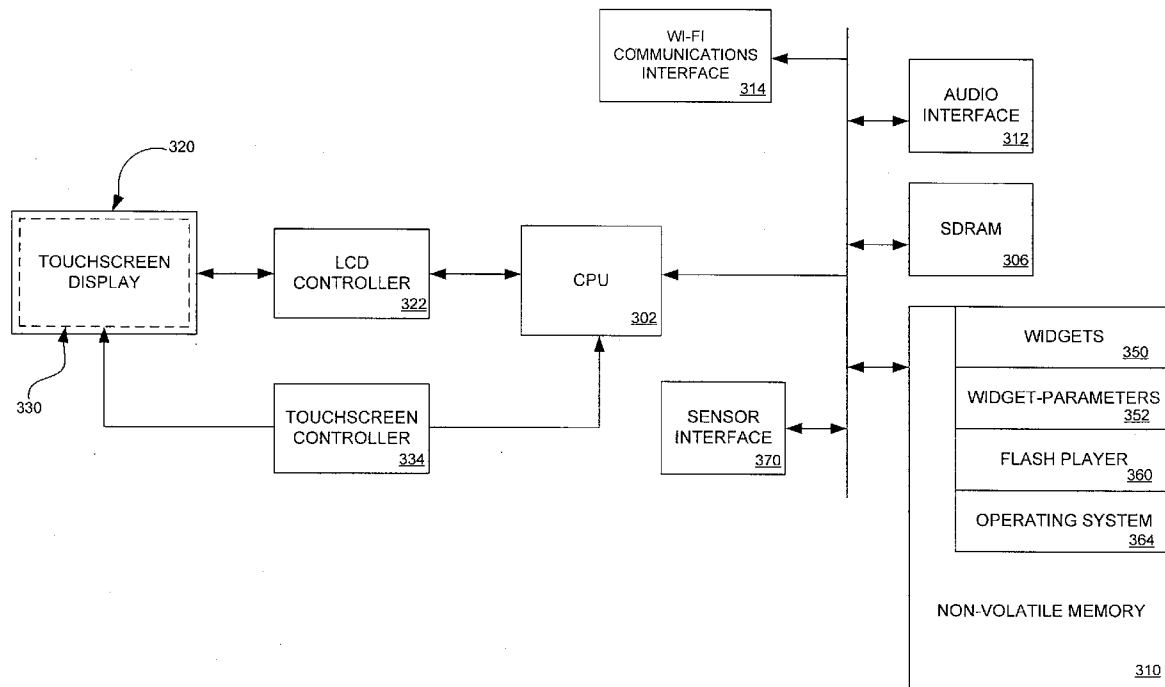 WI-FI
COMMUNICATIONS
INTERFACE
314
AUDIO
INTERFACE
312
320
TOUCHSCREEN
DISPLAY
330
LCD
CONTROLLER
322
CPU
302
SDRAM
306
TOUCHSCREEN
CONTROLLER
334
SENSOR
INTERFACE
370
WIDGETS
350
WIDGET-PARAMETERS
352
FLASH PLAYER
360
OPERATING SYSTEM
364
NON-VOLATILE MEMORY
310